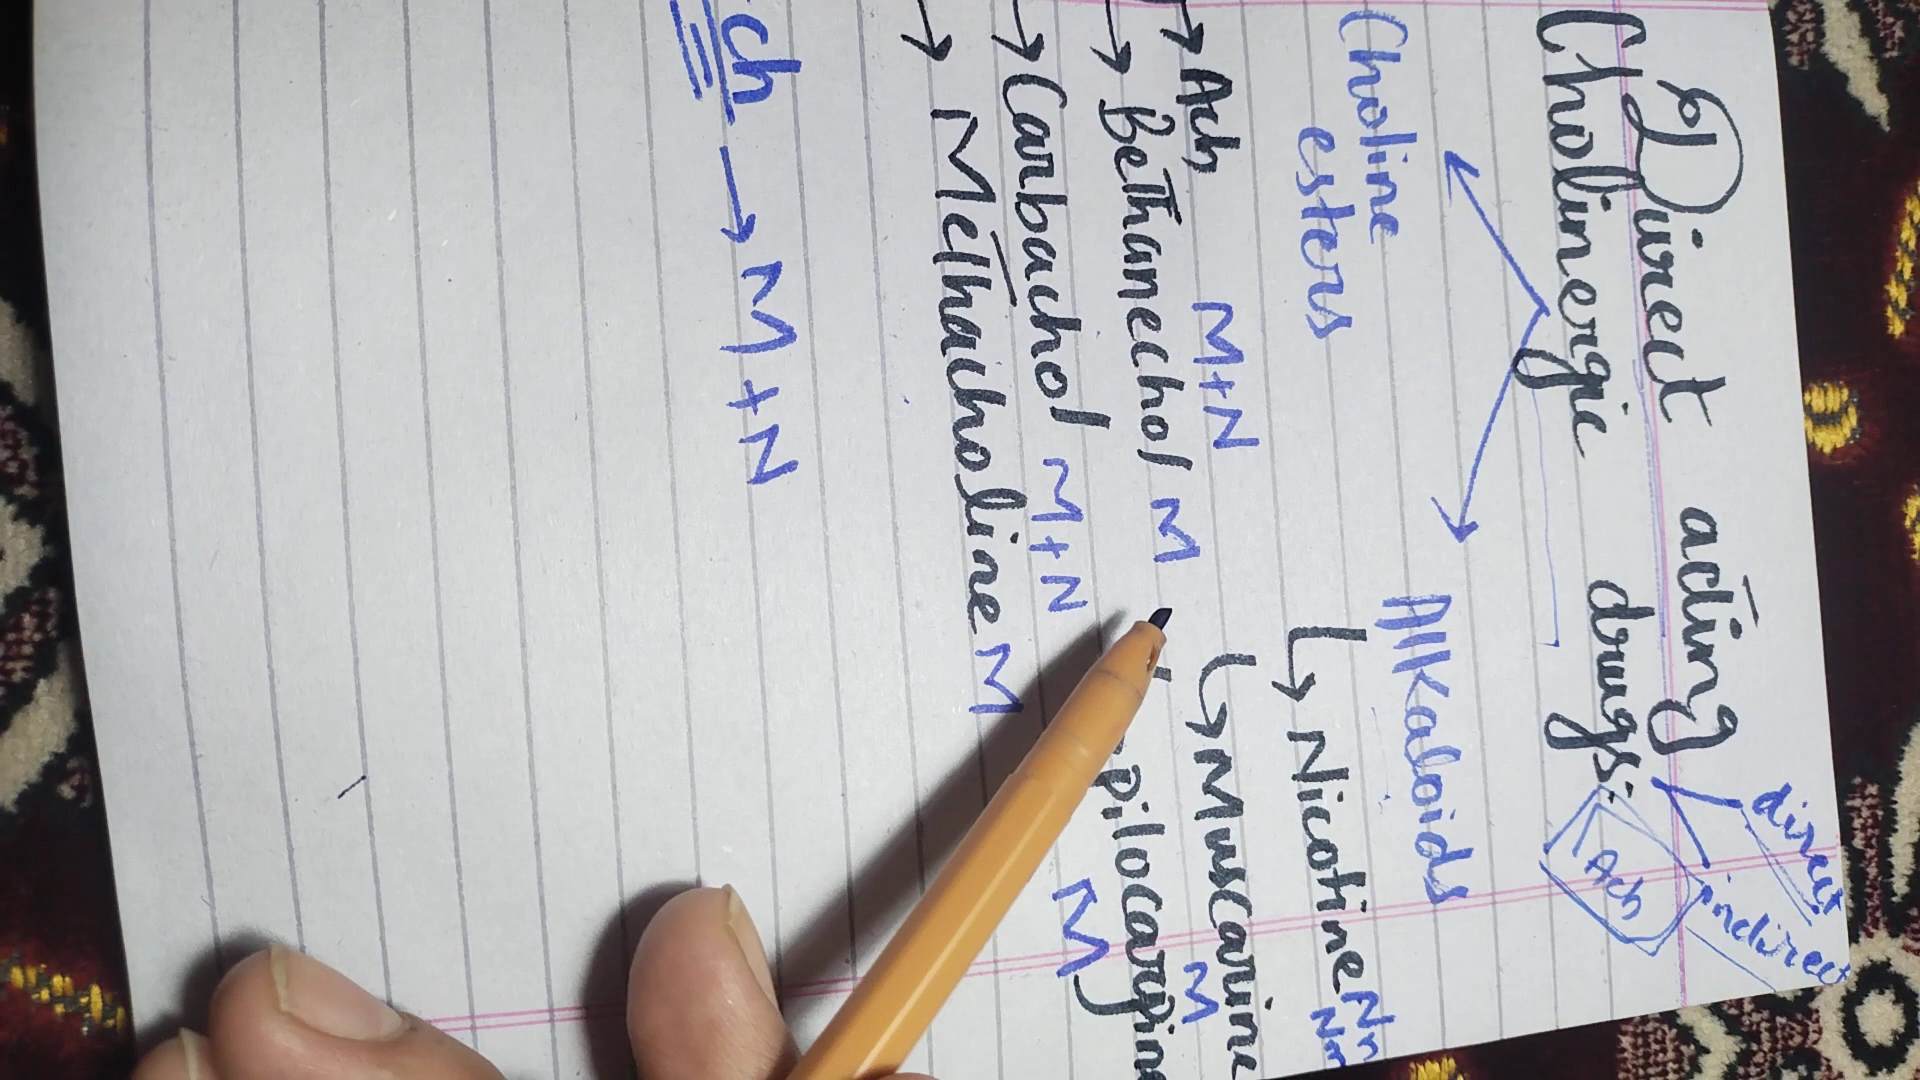 Direct acting
Cholinergic drugs:
direct
indirect
Ach
Choline
esters
Alkaloids
→ Ach M+N
→ Bethamechol M
→ Carbachol M+N
→ Methacholine M
↳ Nicotine Nn
Nm
↳ Muscarine
M
pilocarpine
M
ch → M+N